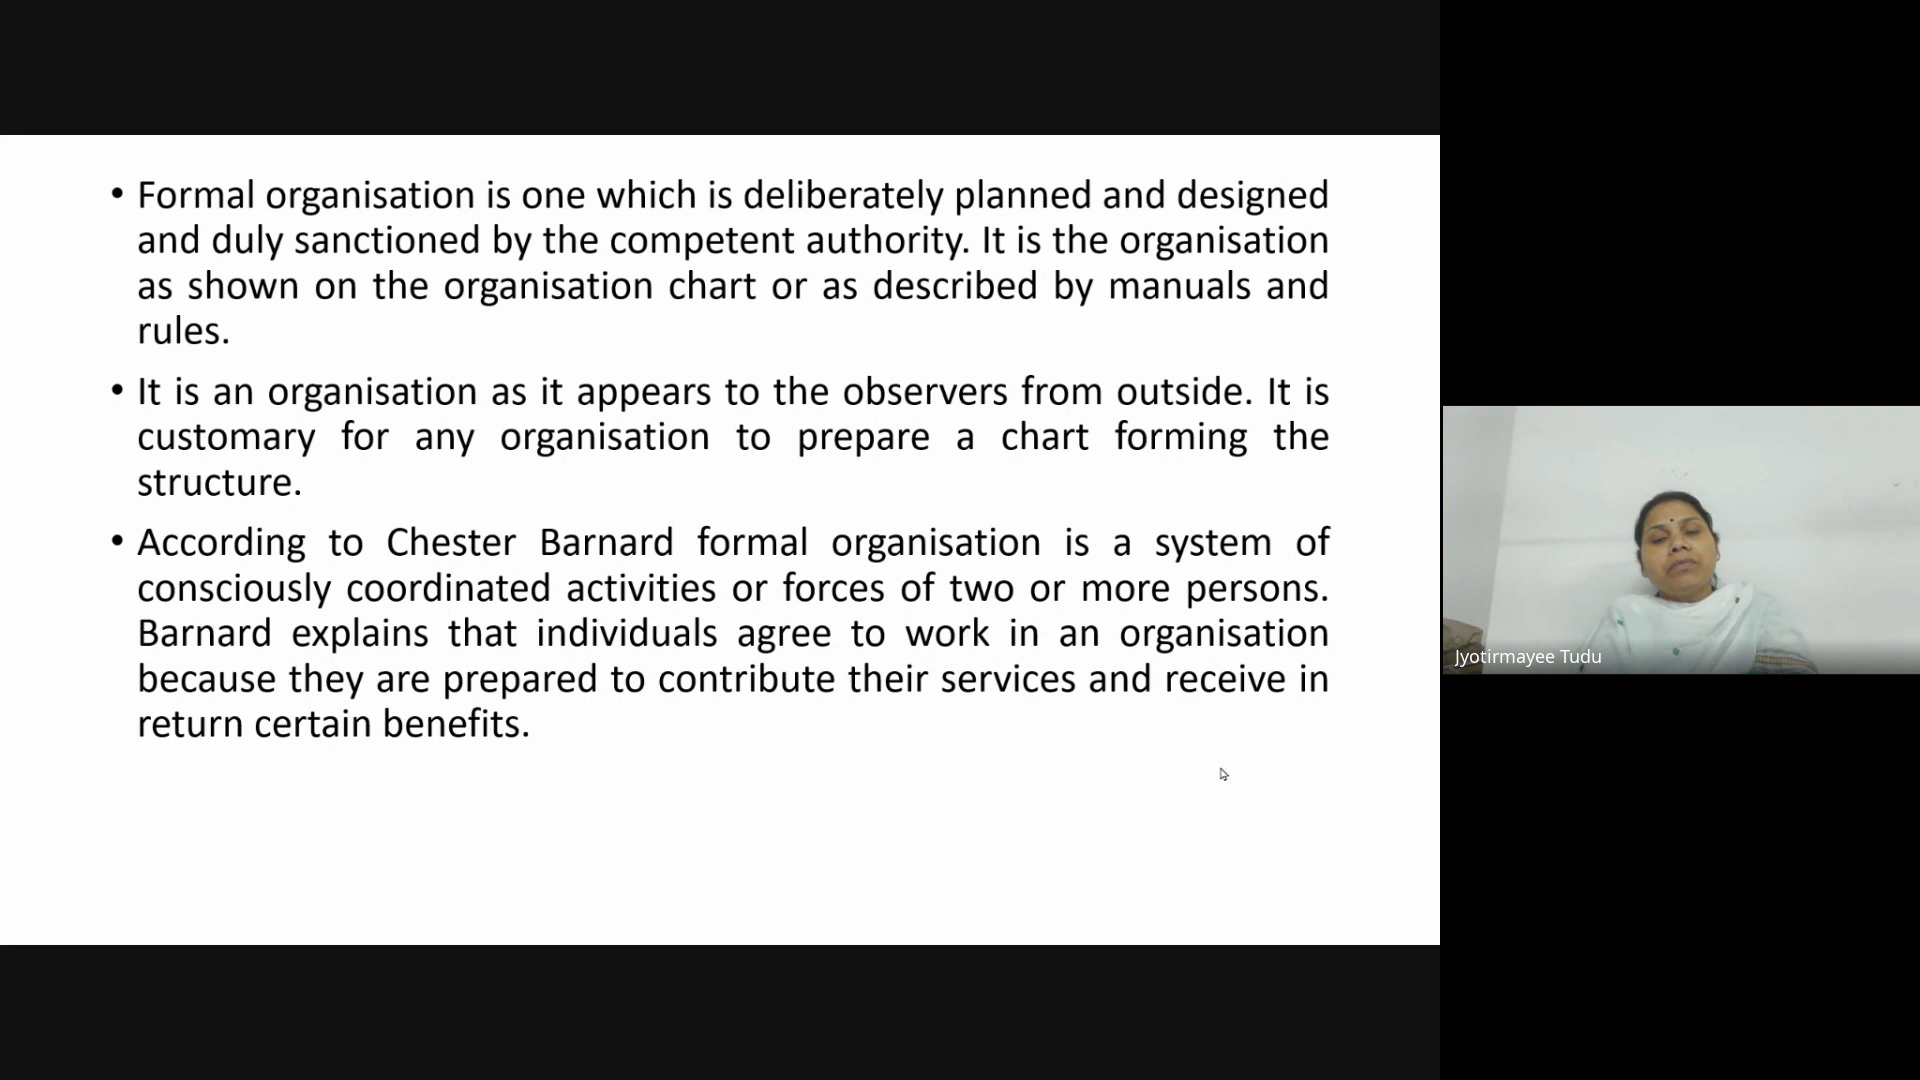 • Formal organisation is one which is deliberately planned and designed
and duly sanctioned by the competent authority. It is the organisation
as shown on the organisation chart or as described by manuals and
rules.
• It is an organisation as it appears to the observers from outside. It is
customary for any organisation to prepare a chart forming the
structure.
• According to Chester Barnard formal organisation is a system of
consciously coordinated activities or forces of two or more persons.
Barnard explains that individuals agree to work in an organisation
because they are prepared to contribute their services and receive in
return certain benefits.
Jyotirmayee Tudu